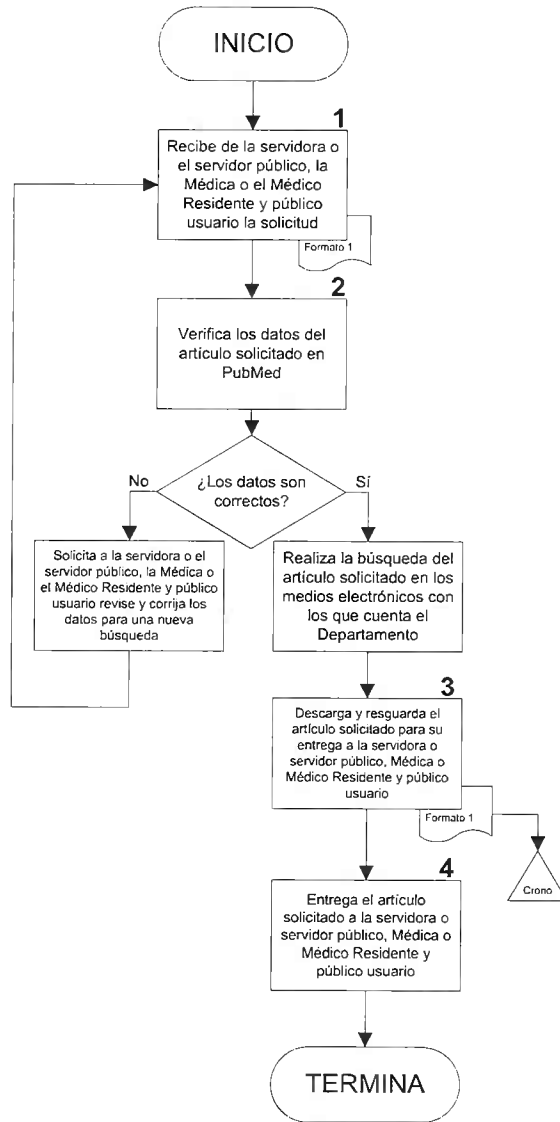 INICIO
1
Recibe de la servidora o
el servidor público, la
Médica o el Médico
Residente y público
usuario la solicitud
Formato 1
2
Verifica los datos del
artículo solicitado en
PubMed
¿Los datos son
correctos?
No
Sí
Solicita a la servidora o el
servidor público, la Médica o
el Médico Residente y público
usuario revise y corrija los
datos para una nueva
búsqueda
Realiza la búsqueda del
artículo solicitado en los
medios electrónicos con
los que cuenta el
Departamento
3
Descarga y resguarda el
artículo solicitado para su
entrega a la servidora o
servidor público, Médica o
Médico Residente y público
usuario
Formato 1
Crono
4
Entrega el artículo
solicitado a la servidora o
servidor público, Médica o
Médico Residente y
público usuario
TERMINA